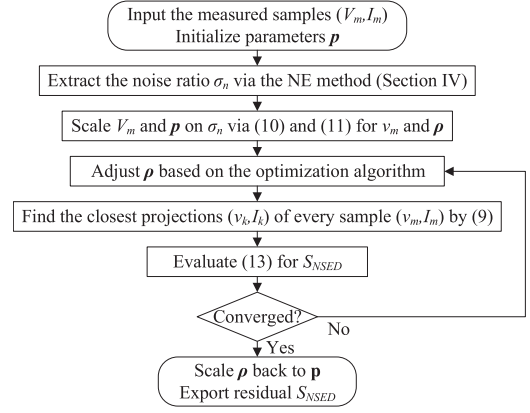 Input the measured samples (Vm,Im)
Initialize parameters p
Extract the noise ratio σn via the NE method (Section IV)
Scale Vm and p on σn via (10) and (11) for vm and ρ
Adjust ρ based on the optimization algorithm
Find the closest projections (vk,Ik) of every sample (vm,Im) by (9)
Evaluate (13) for SNSED
Converged?
No
Yes
Scale ρ back to p
Export residual SNSED